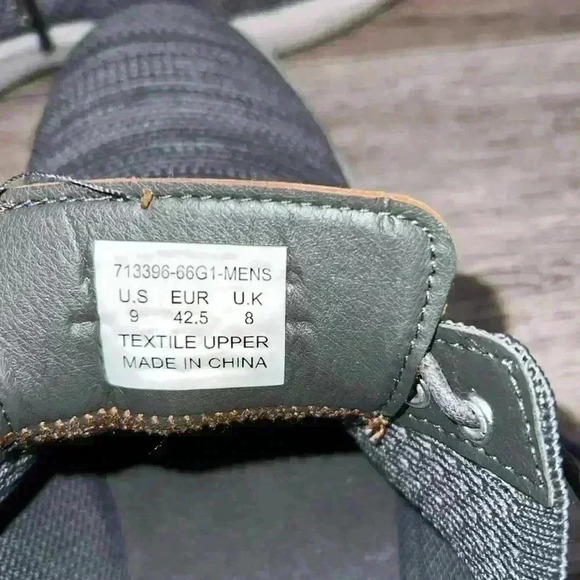 713396-66G1-MENS
U.S EUR U.K
9 42.5 8
TEXTILE UPPER
MADE IN CHINA